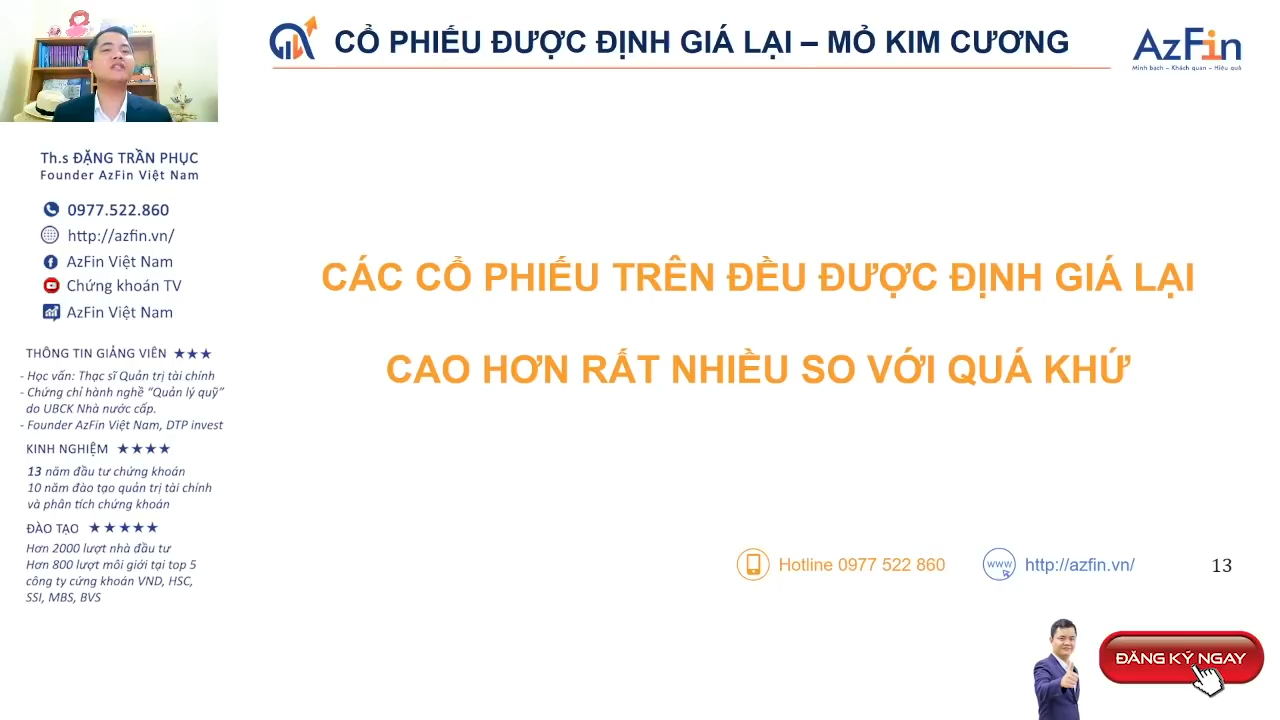 CỔ PHIẾU ĐƯỢC ĐỊNH GIÁ LẠI – MỎ KIM CƯƠNG
AzFin
Minh bạch – Khách quan – Hiệu quả
Th.s ĐẶNG TRẦN PHỤC
Founder AzFin Việt Nam
0977.522.860
http://azfin.vn/
AzFin Việt Nam
Chứng khoán TV
AzFin Việt Nam
THÔNG TIN GIẢNG VIÊN ★★★
- Học vấn: Thạc sĩ Quản trị tài chính
- Chứng chỉ hành nghề “Quản lý quỹ”
do UBCK Nhà nước cấp.
- Founder AzFin Việt Nam, DTP invest
KINH NGHIỆM ★★★★
13 năm đầu tư chứng khoán
10 năm đào tạo quản trị tài chính
và phân tích chứng khoán
ĐÀO TẠO ★★★★★
Hơn 2000 lượt nhà đầu tư
Hơn 800 lượt môi giới tại top 5
công ty cứng khoán VND, HSC,
SSI, MBS, BVS
CÁC CỔ PHIẾU TRÊN ĐỀU ĐƯỢC ĐỊNH GIÁ LẠI
CAO HƠN RẤT NHIỀU SO VỚI QUÁ KHỨ
Hotline 0977 522 860
www
http://azfin.vn/
13
ĐĂNG KÝ NGAY